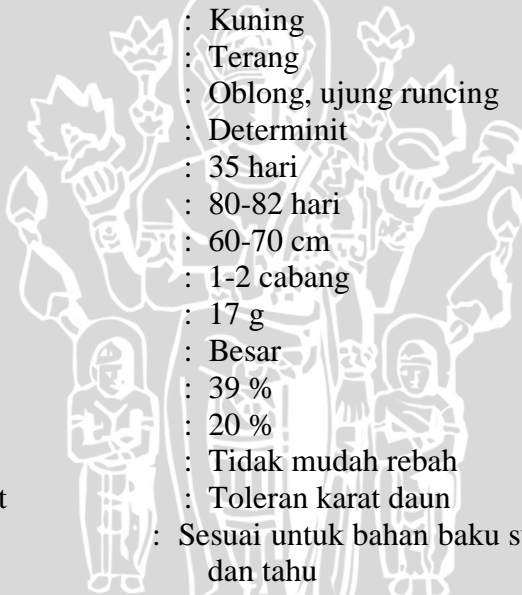 : Kuning
: Terang
: Oblong, ujung runcing
: Determinit
: 35 hari
: 80-82 hari
: 60-70 cm
: 1-2 cabang
: 17 g
: Besar
: 39 %
: 20 %
: Tidak mudah rebah
t : Toleran karat daun
: Sesuai untuk bahan baku s
dan tahu